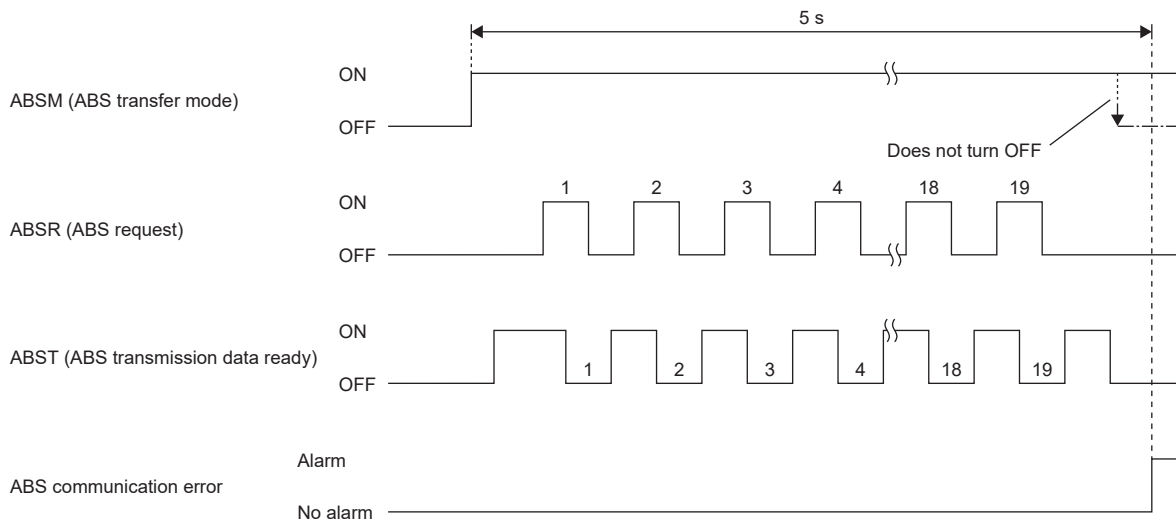 5 s
ON
ABSM (ABS transfer mode)
OFF
Does not turn OFF
1 2 3 4 18 19
ON
ABSR (ABS request)
OFF
ON
ABST (ABS transmission data ready)
1 2 3 4 18 19
OFF
Alarm
ABS communication error
No alarm